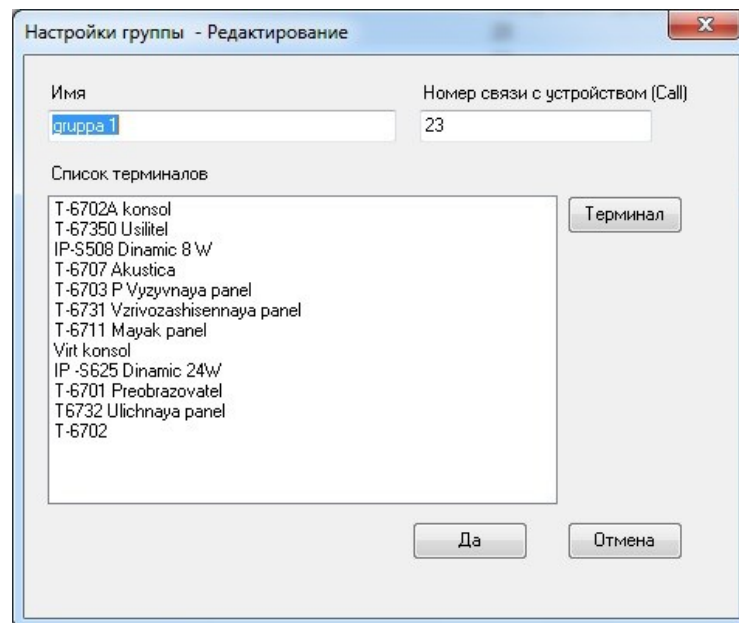 Настройки группы - Редактирование
Имя
Номер связи с устройством (Call)
gruppa 1
23
Список терминалов
T-6702A konsol
Терминал
T-67350 Usilitel
IP-S508 Dinamic 8 W
T-6707 Akustica
T-6703 P Vyzyvnaya panel
T-6731 Vzrivozashisennaya panel
T-6711 Mayak panel
Virt konsol
IP -S625 Dinamic 24W
T-6701 Preobrazovatel
T6732 Ulichnaya panel
T-6702
Да
Отмена